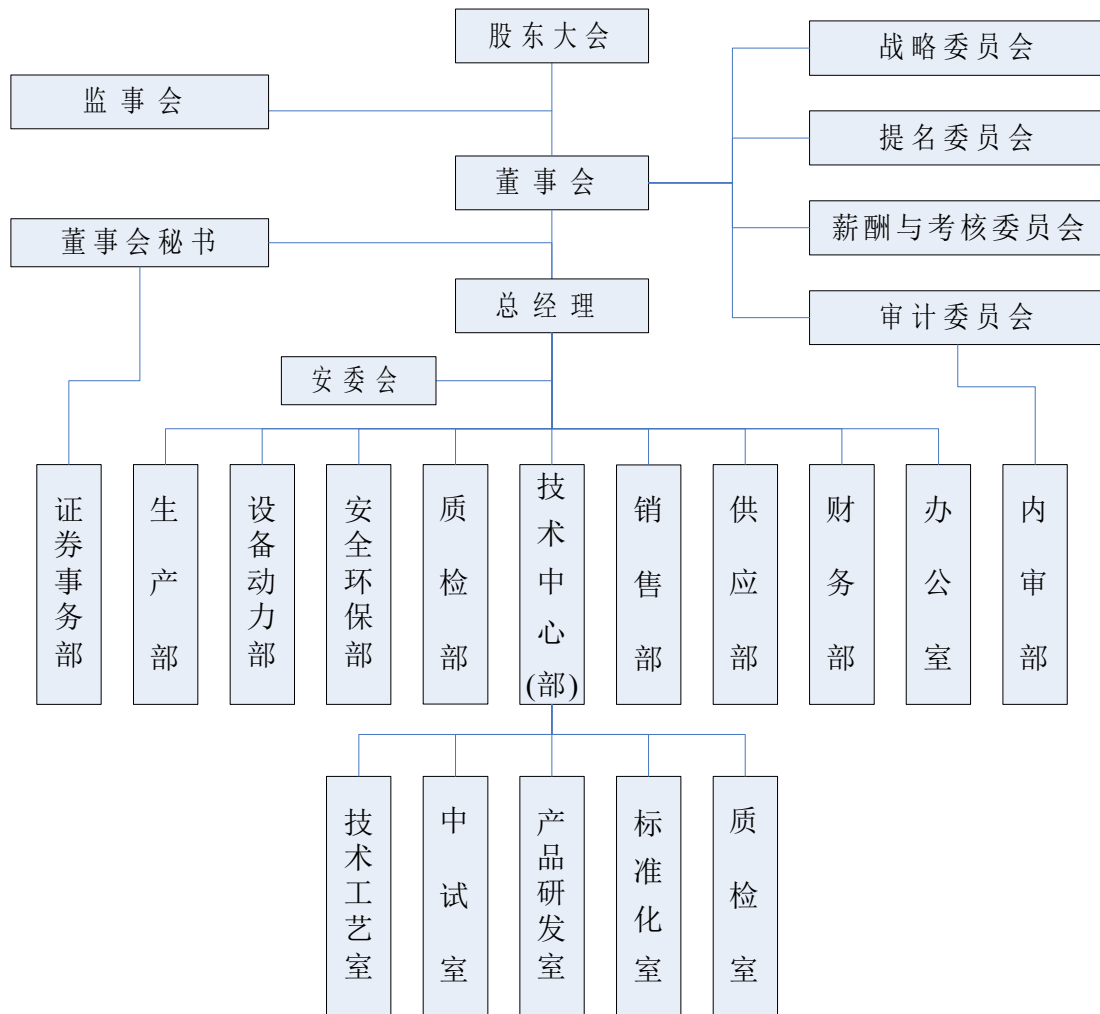 股东大会
战略委员会
监事会
提名委员会
董事会
薪酬与考核委员会
董事会秘书
总经理
审计委员会
安委会
证券事务部
生产部
设备动力部
安全环保部
质检部
技术中心(部)
销售部
供应部
财务部
办公室
内审部
技术工艺室
中试室
产品研发室
标准化室
质检室